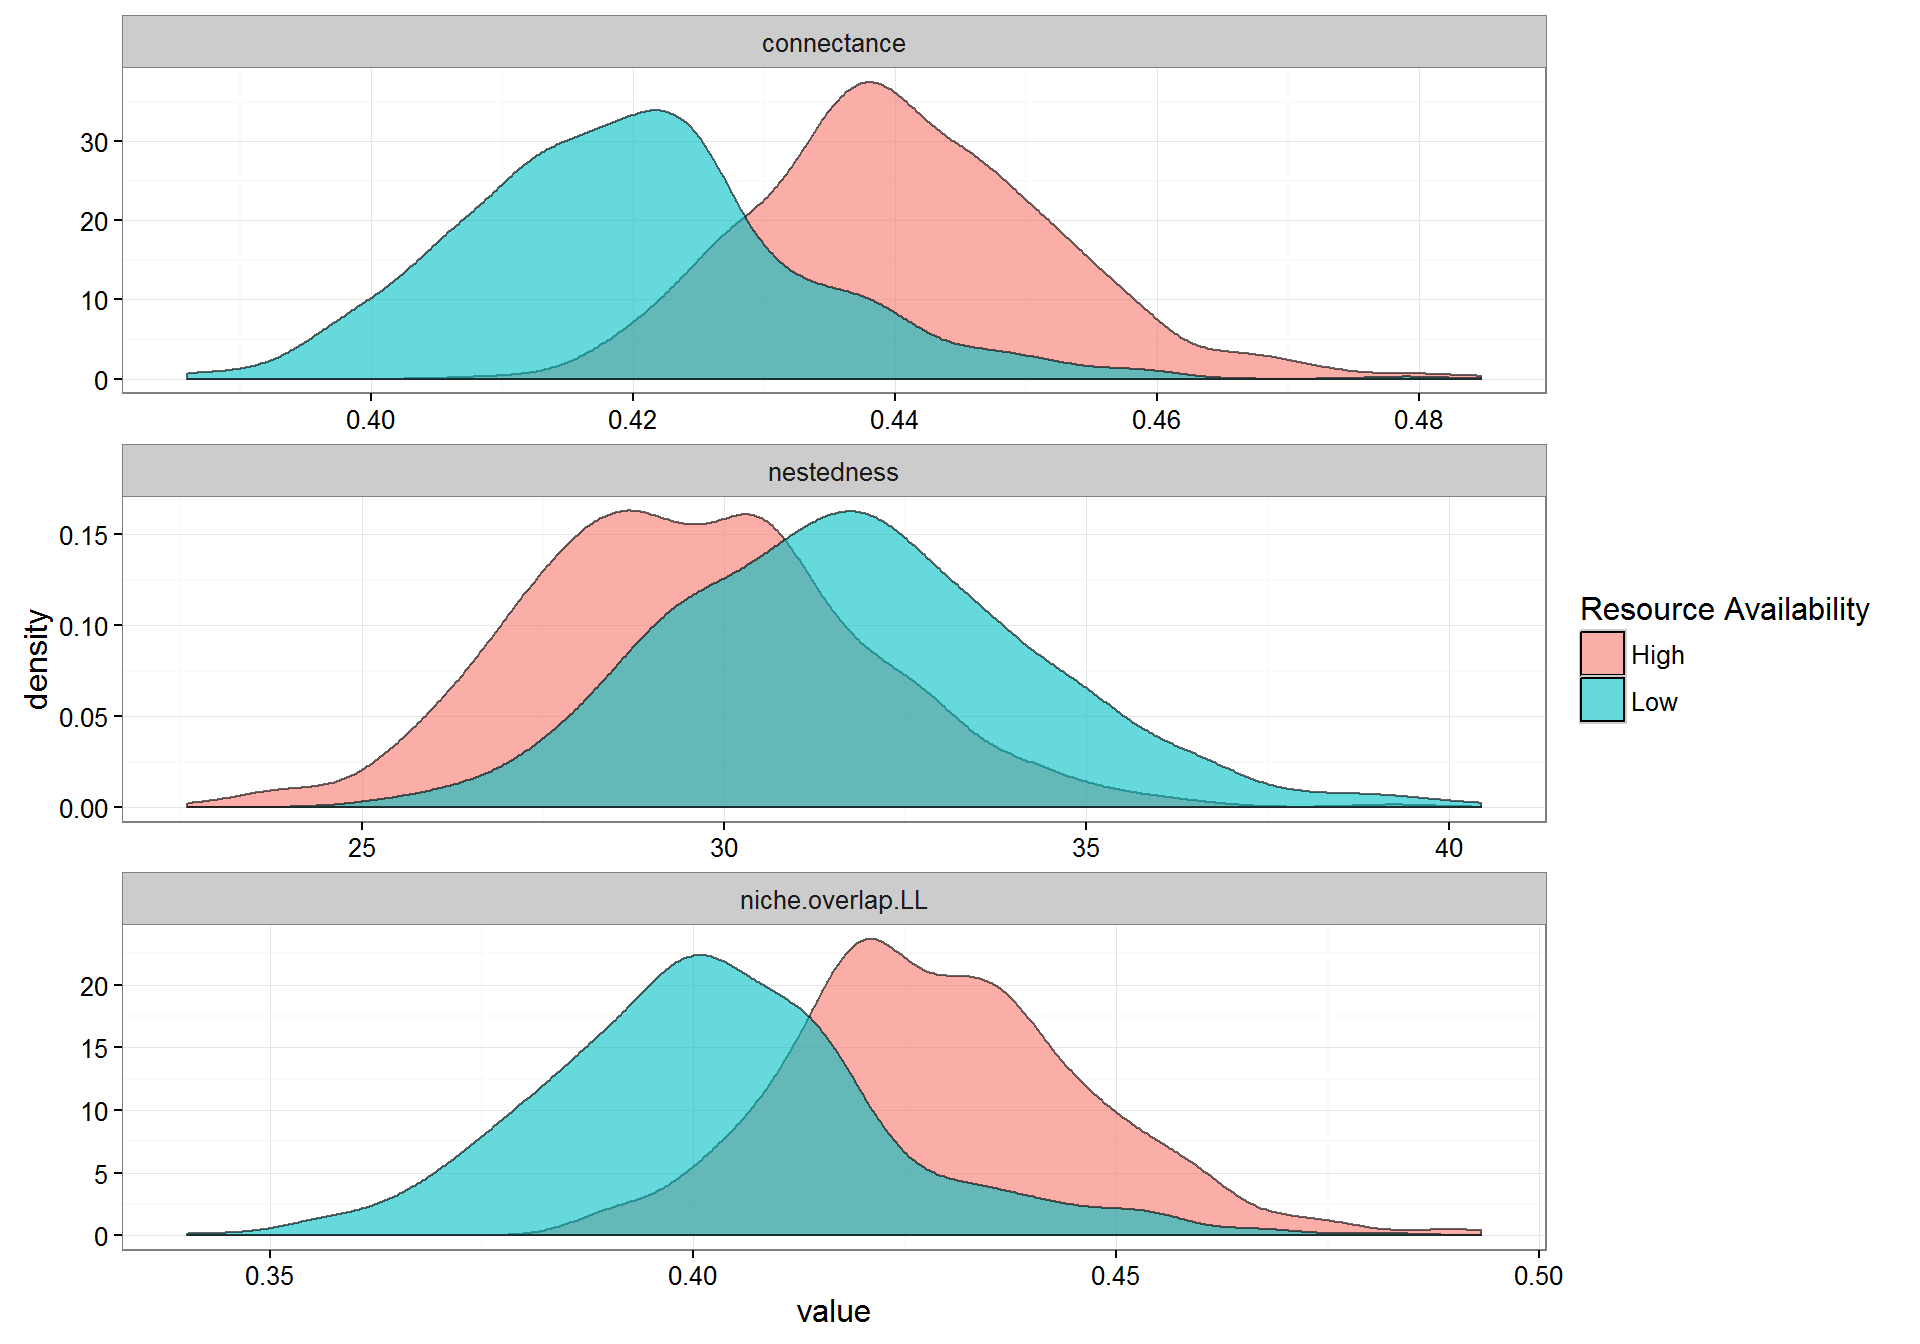 connectance
30
20
10
0
0.40 0.42 0.44 0.46 0.48
nestedness
0.15
0.10
0.05
0.00
25 30 35 40
niche.overlap.LL
20
15
10
5
0
0.35 0.40 0.45 0.50
value
density
Resource Availability
High
Low